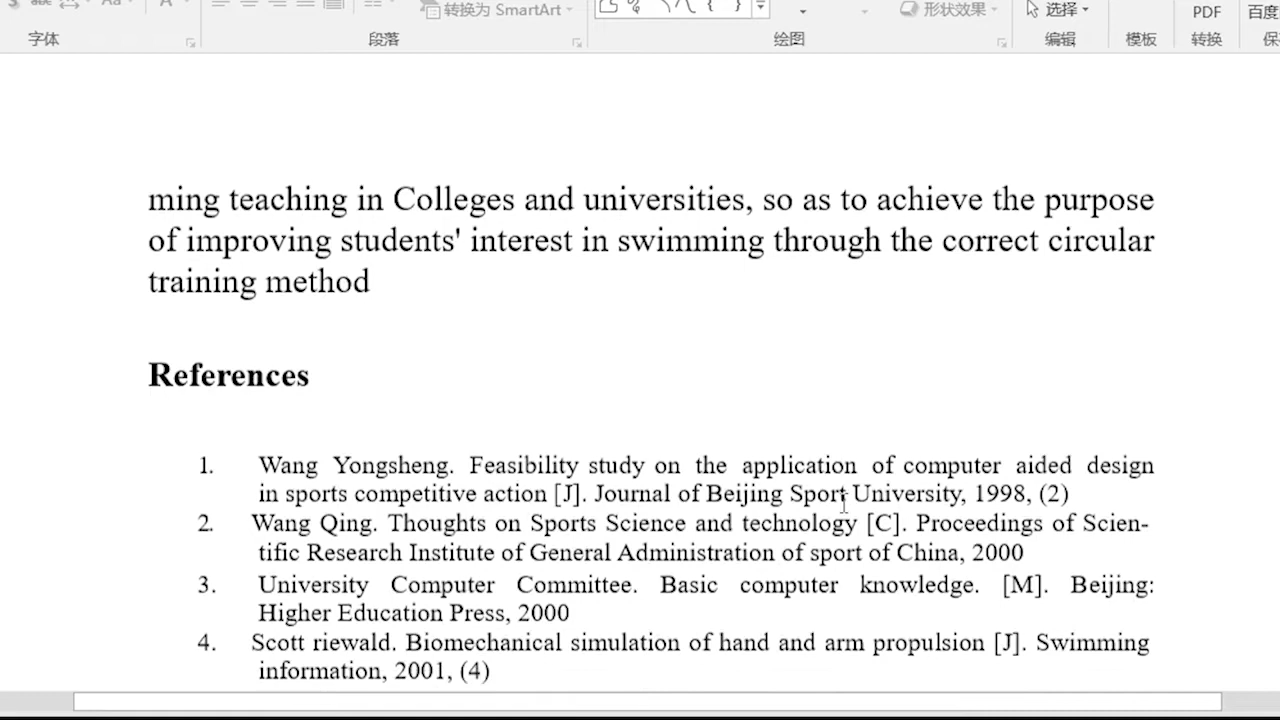 abc Aa A
转换为 SmartArt
形状效果
选择
PDF
百度
字体
段落
绘图
编辑
模板
转换
保
ming teaching in Colleges and universities, so as to achieve the purpose
of improving students' interest in swimming through the correct circular
training method
References
1. Wang Yongsheng. Feasibility study on the application of computer aided design
in sports competitive action [J]. Journal of Beijing Sport University, 1998, (2)
2. Wang Qing. Thoughts on Sports Science and technology [C]. Proceedings of Scien-
tific Research Institute of General Administration of sport of China, 2000
3. University Computer Committee. Basic computer knowledge. [M]. Beijing:
Higher Education Press, 2000
4. Scott riewald. Biomechanical simulation of hand and arm propulsion [J]. Swimming
information, 2001, (4)